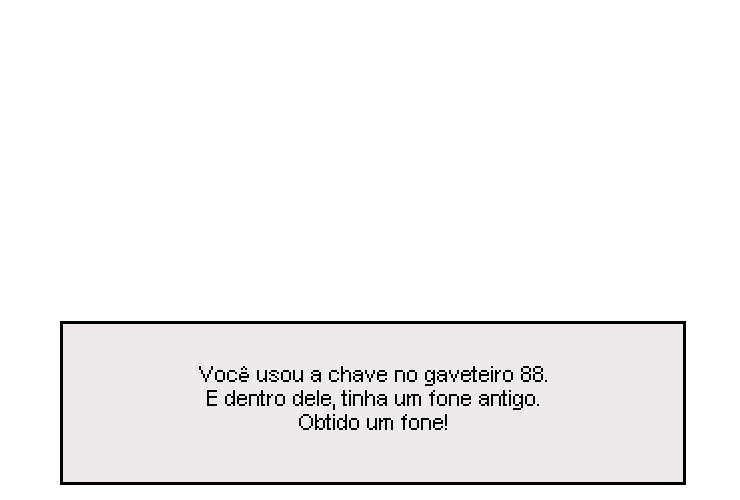 Você usou a chave no gaveteiro 88.
E dentro dele, tinha um fone antigo.
Obtido um fone!